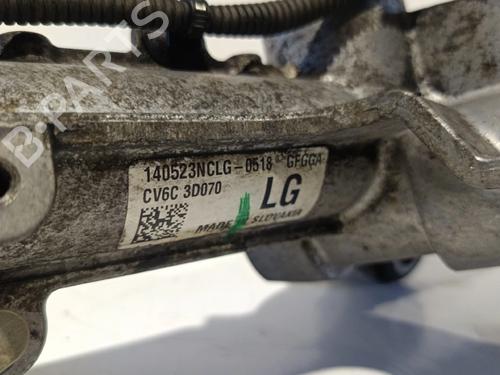 B-PARTS
140523NCLG-0518 GFGGA
CV6C 3D070
LG
MADE IN SLOVAKIA